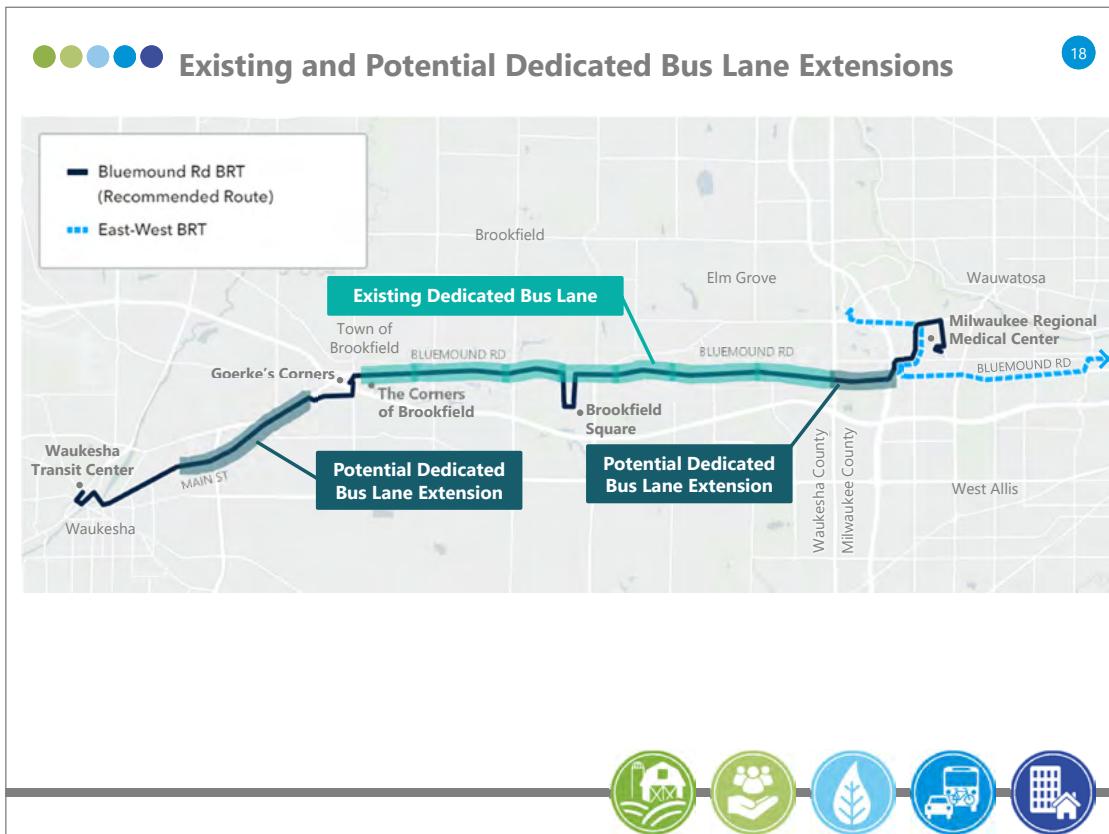 Existing and Potential Dedicated Bus Lane Extensions
18
Bluemound Rd BRT
(Recommended Route)
East-West BRT
Brookfield
Elm Grove
Wauwatosa
Existing Dedicated Bus Lane
Town of
Brookfield
BLUEMOUND RD
BLUEMOUND RD
Milwaukee Regional
Medical Center
BLUEMOUND RD
Goerke's Corners
The Corners
of Brookfield
Brookfield
Square
Waukesha
Transit Center
MAIN ST
Potential Dedicated
Bus Lane Extension
Potential Dedicated
Bus Lane Extension
Waukesha County
Milwaukee County
West Allis
Waukesha